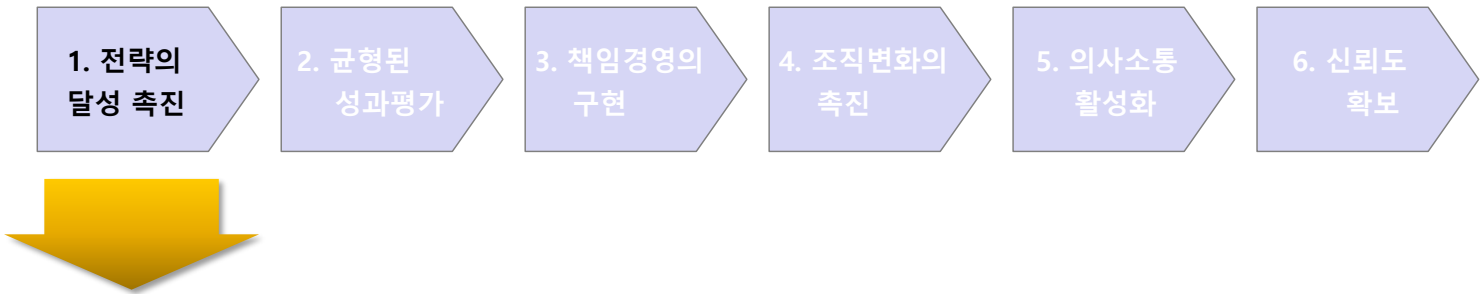 1. 전략의
달성 촉진
2. 균형된
성과평가
3. 책임경영의
구현
4. 조직변화의
촉진
5. 의사소통
활성화
6. 신뢰도
확보